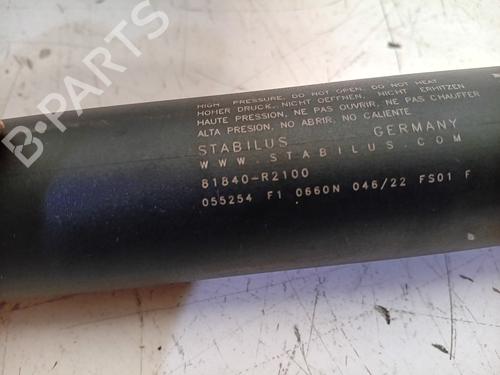 B-PARTS
HIGH PRESSURE, DO NOT OPEN, DO NOT HEAT
HOHER DRUCK, NICHT OEFFNEN, NICHT ERHITZEN
HAUTE PRESSION, NE PAS OUVRIR, NE PAS CHAUFFER
ALTA PRESION, NO ABRIR, NO CALIENTE
STABILUS GERMANY
WWW.STABILUS.COM
81840-R2100
055254 F1 0660N 046/22 FS01 F